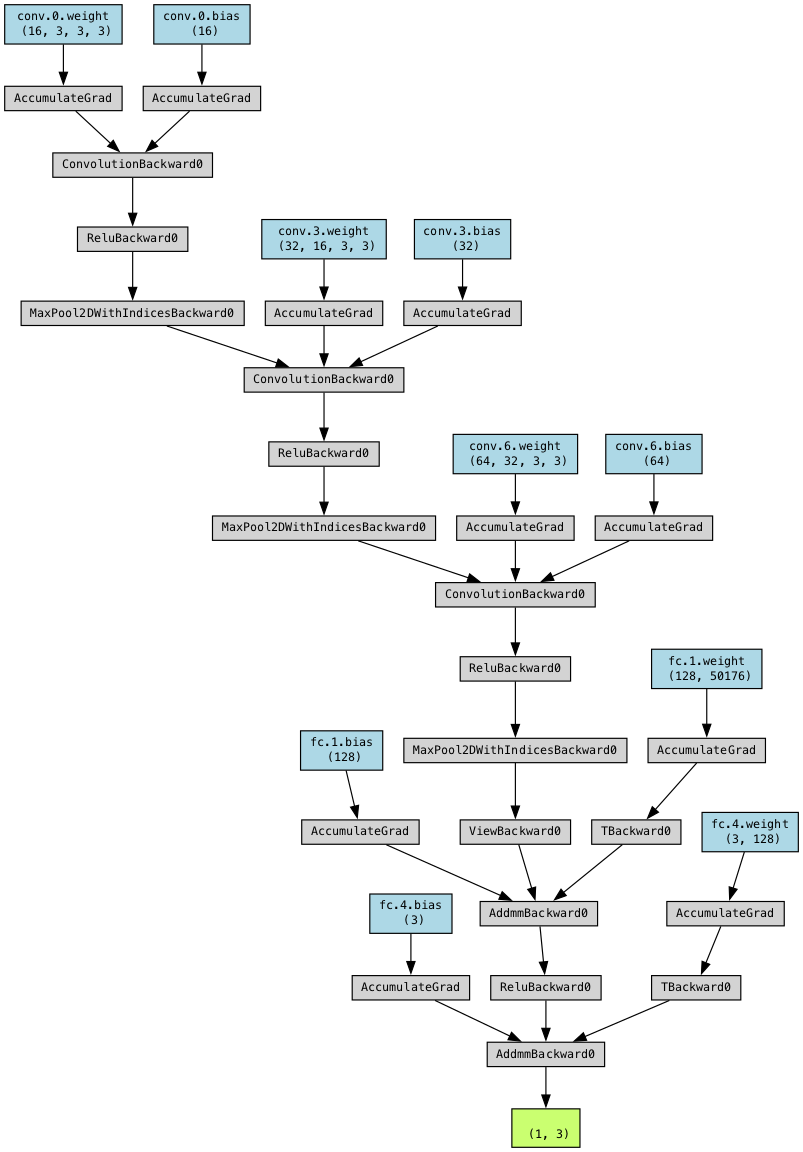 conv.0.weight
(16, 3, 3, 3)
conv.0.bias
(16)
AccumulateGrad
AccumulateGrad
ConvolutionBackward0
ReluBackward0
conv.3.weight
(32, 16, 3, 3)
conv.3.bias
(32)
MaxPool2DWithIndicesBackward0
AccumulateGrad
AccumulateGrad
ConvolutionBackward0
ReluBackward0
conv.6.weight
(64, 32, 3, 3)
conv.6.bias
(64)
MaxPool2DWithIndicesBackward0
AccumulateGrad
AccumulateGrad
ConvolutionBackward0
ReluBackward0
fc.1.weight
(128, 50176)
fc.1.bias
(128)
MaxPool2DWithIndicesBackward0
AccumulateGrad
AccumulateGrad
ViewBackward0
TBackward0
fc.4.weight
(3, 128)
fc.4.bias
(3)
AddmmBackward0
AccumulateGrad
AccumulateGrad
ReluBackward0
TBackward0
AddmmBackward0
(1, 3)